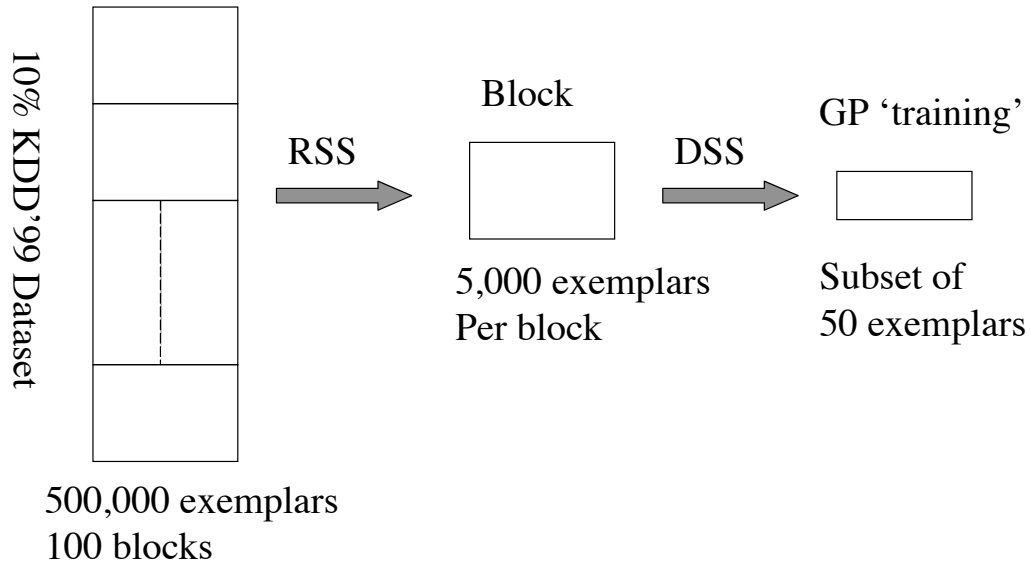 10% KDD’99 Dataset
500,000 exemplars
100 blocks
RSS
Block
5,000 exemplars
Per block
DSS
GP ‘training’
Subset of
50 exemplars